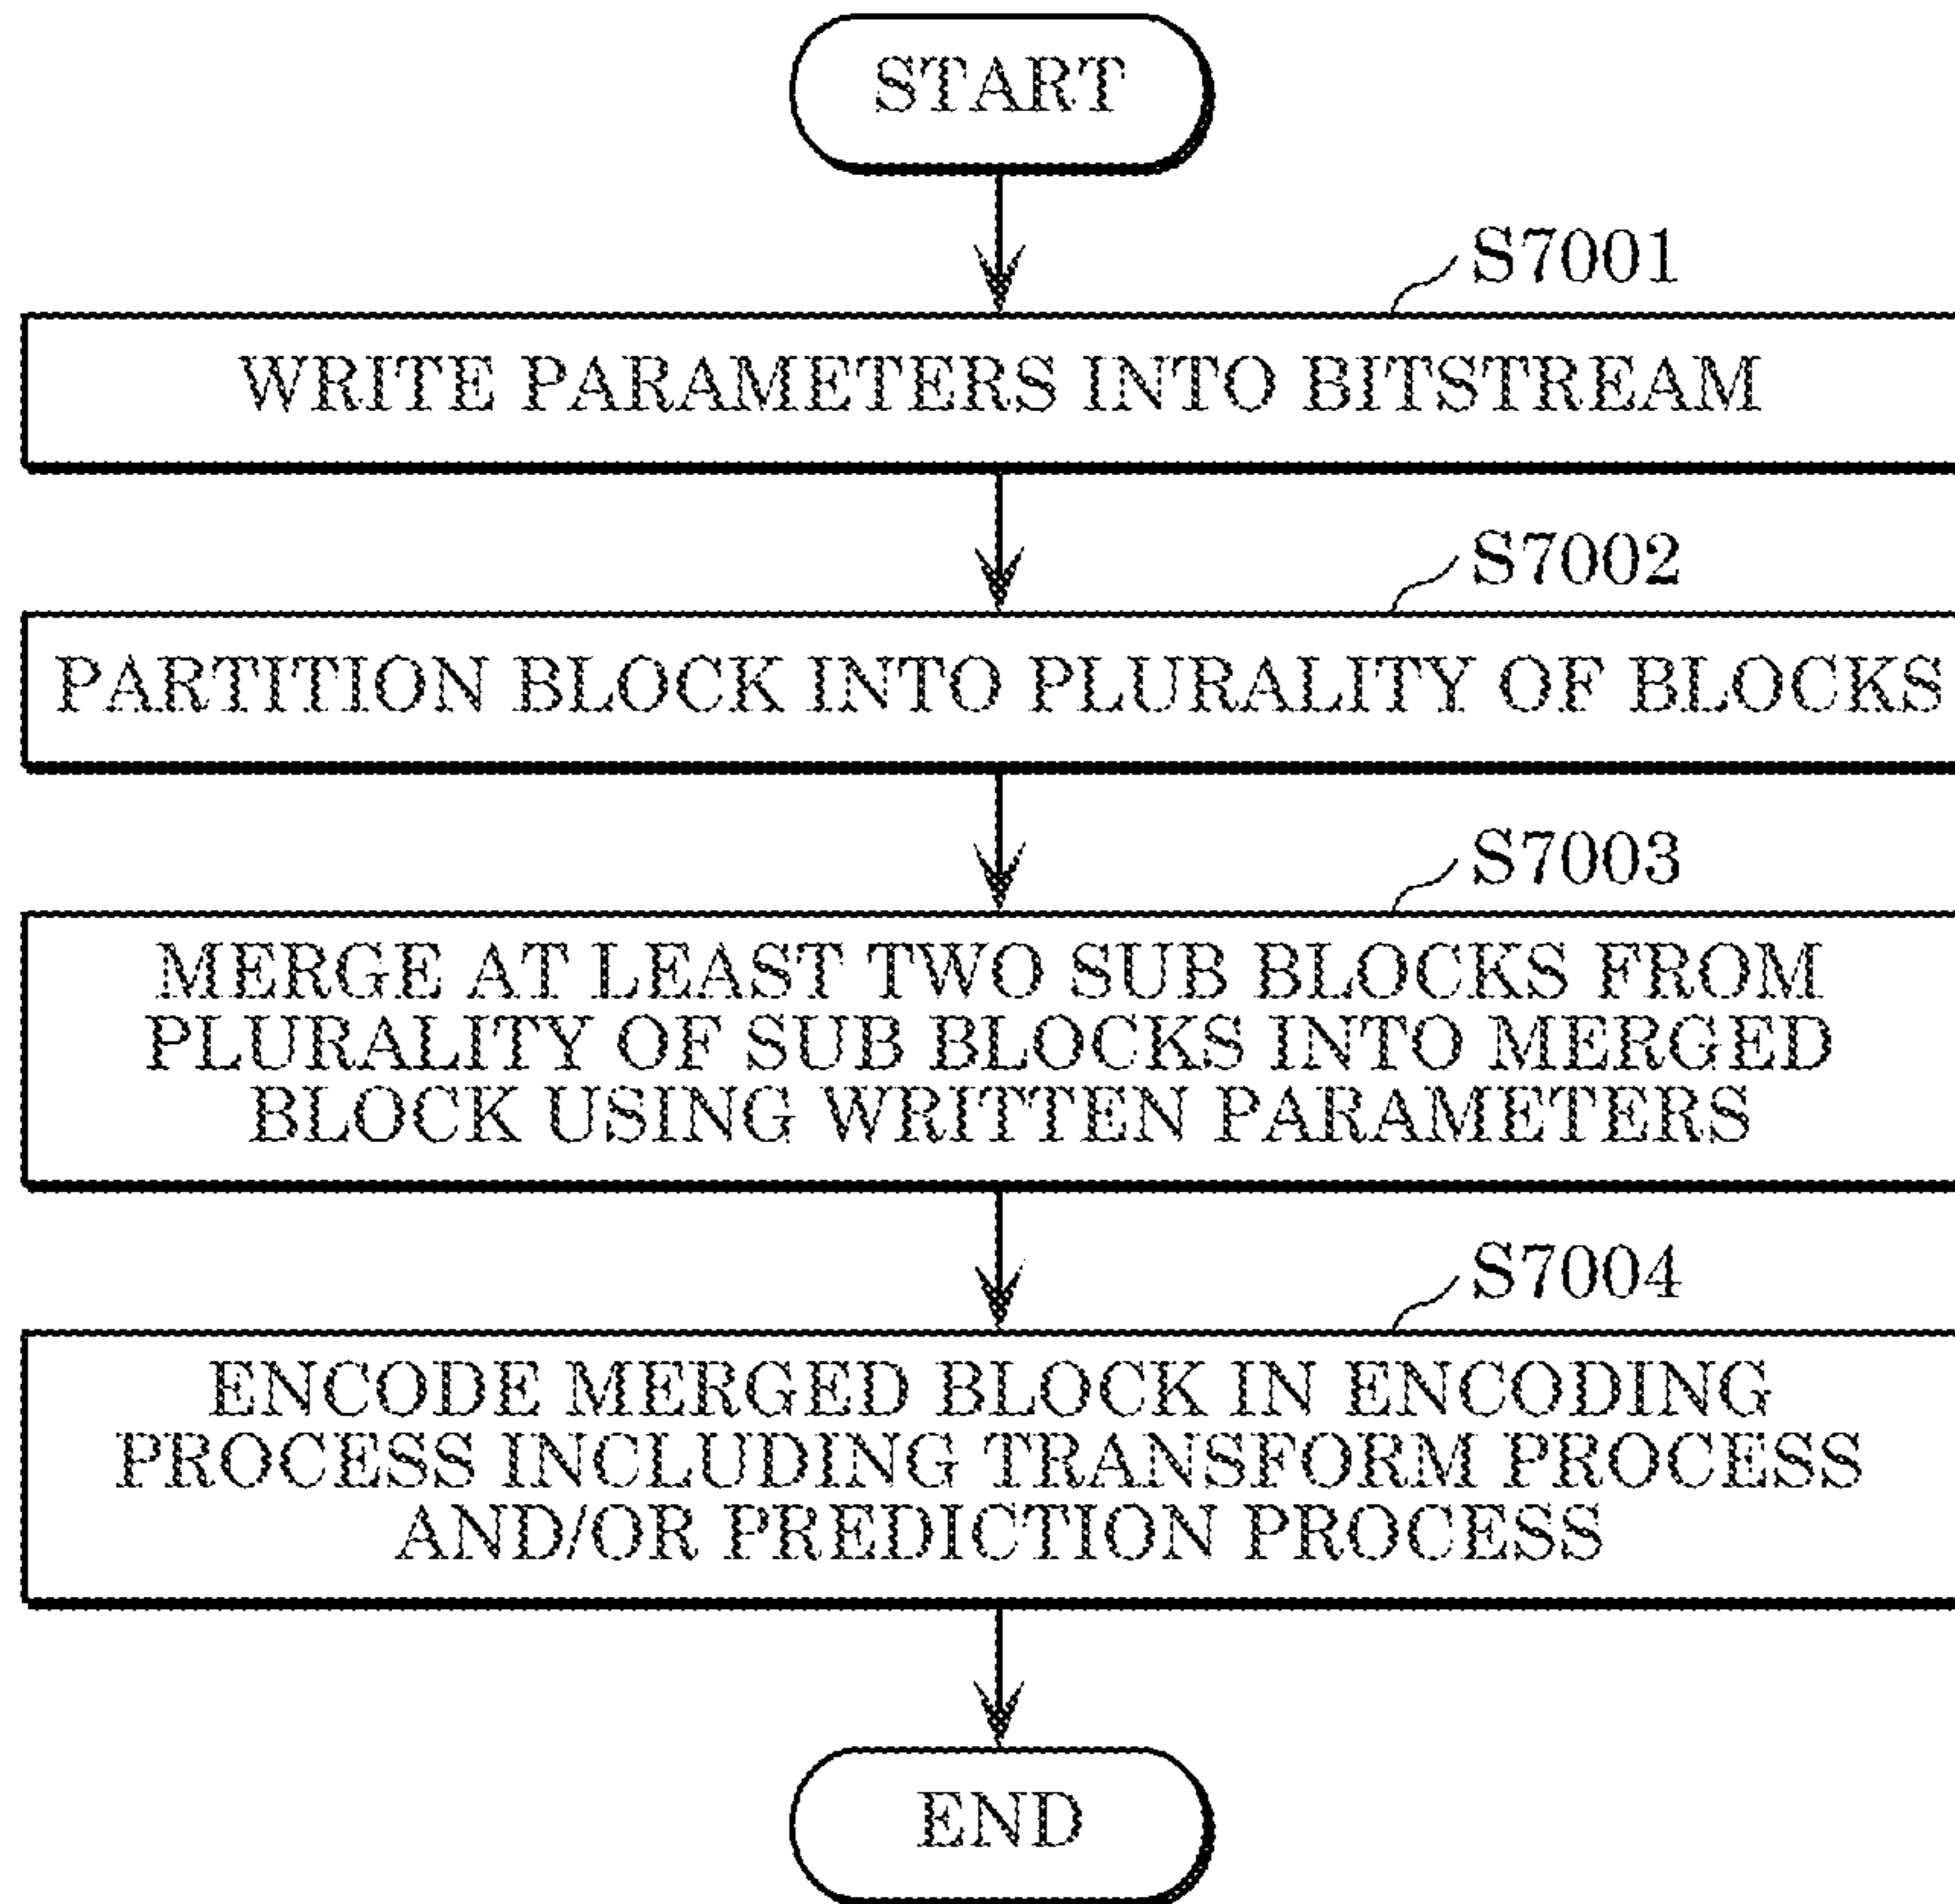 START
S7001
WRITE PARAMETERS INTO BITSTREAM
S7002
PARTITION BLOCK INTO PLURALITY OF BLOCKS
S7003
MERGE AT LEAST TWO SUB BLOCKS FROM
PLURALITY OF SUB BLOCKS INTO MERGED
BLOCK USING WRITTEN PARAMETERS
S7004
ENCODE MERGED BLOCK IN ENCODING
PROCESS INCLUDING TRANSFORM PROCESS
AND/OR PREDICTION PROCESS
END